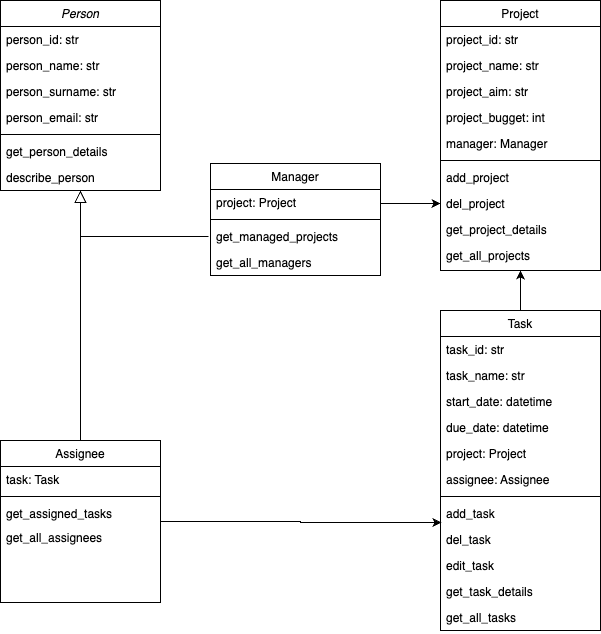 Person
person_id: str
person_name: str
person_surname: str
person_email: str
get_person_details
describe_person
Manager
project: Project
get_managed_projects
get_all_managers
Project
project_id: str
project_name: str
project_aim: str
project_bugget: int
manager: Manager
add_project
del_project
get_project_details
get_all_projects
Assignee
task: Task
get_assigned_tasks
get_all_assignees
Task
task_id: str
task_name: str
start_date: datetime
due_date: datetime
project: Project
assignee: Assignee
add_task
del_task
edit_task
get_task_details
get_all_tasks